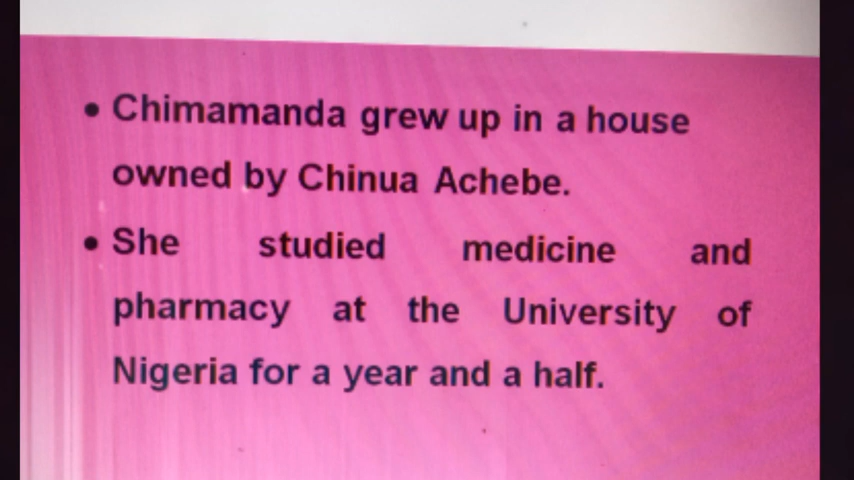 • Chimamanda grew up in a house
owned by Chinua Achebe.
• She studied medicine and
pharmacy at the University of
Nigeria for a year and a half.